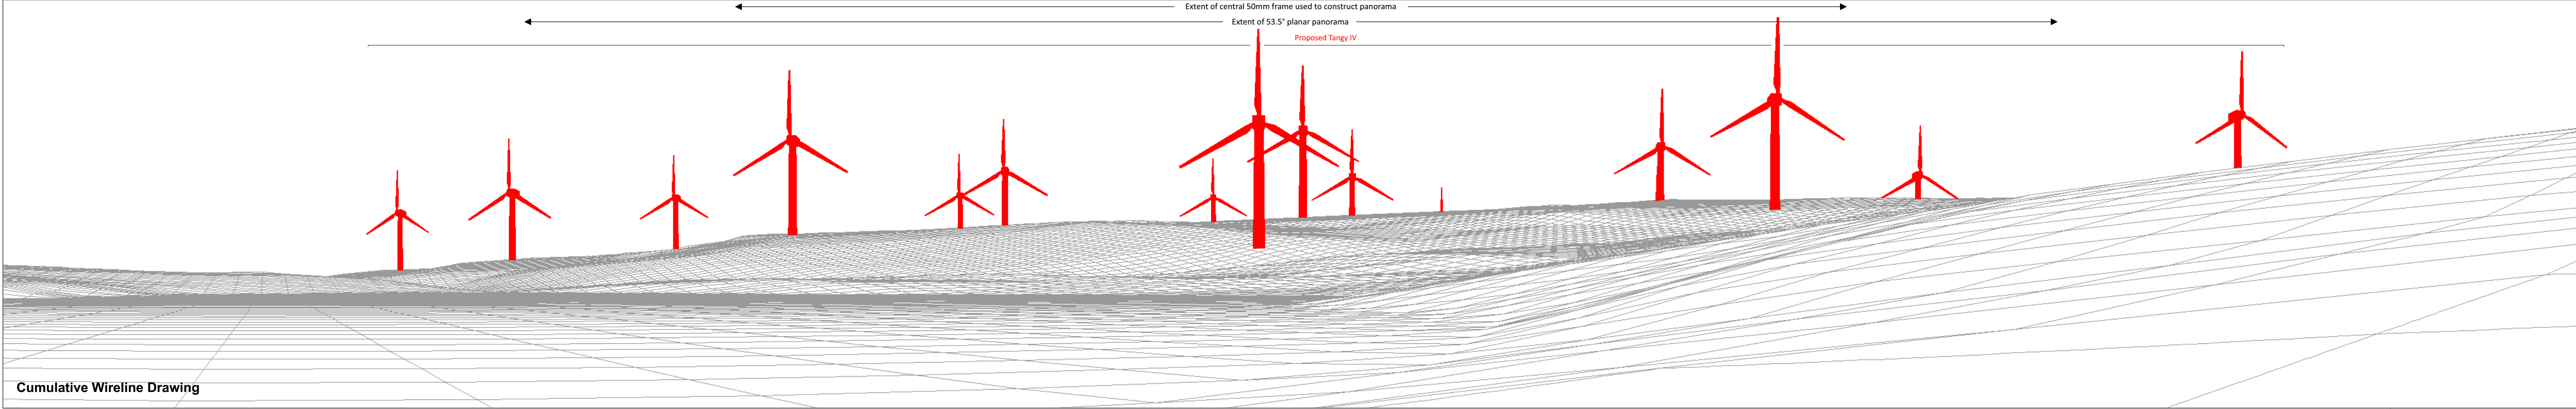 Extent of central 50mm frame used to construct panorama
Extent of 53.5° planar panorama
Proposed Tangy IV
Cumulative Wireline Drawing